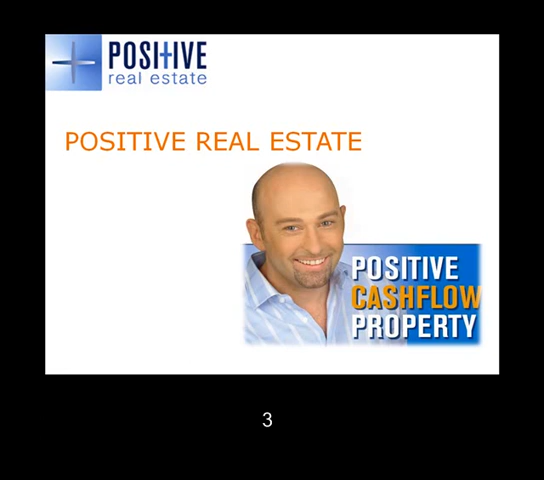 POSITIVE
real estate
POSITIVE REAL ESTATE
POSITIVE
CASHFLOW
PROPERTY
3